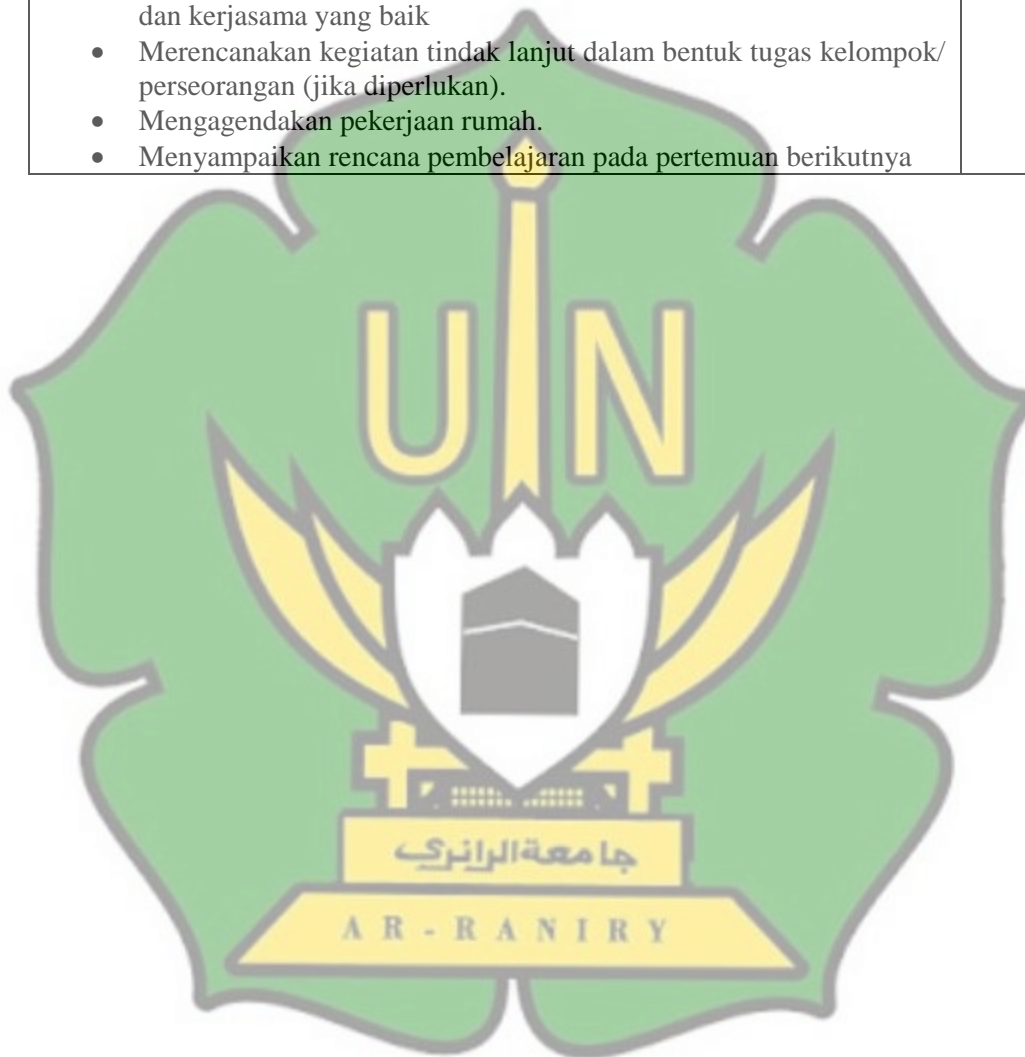 dan kerjasama yang baik
• Merencanakan kegiatan tindak lanjut dalam bentuk tugas kelompok/
perseorangan (jika diperlukan).
• Mengagendakan pekerjaan rumah.
• Menyampaikan rencana pembelajaran pada pertemuan berikutnya
UIN
جامعة الرانري
AR-RANIRY